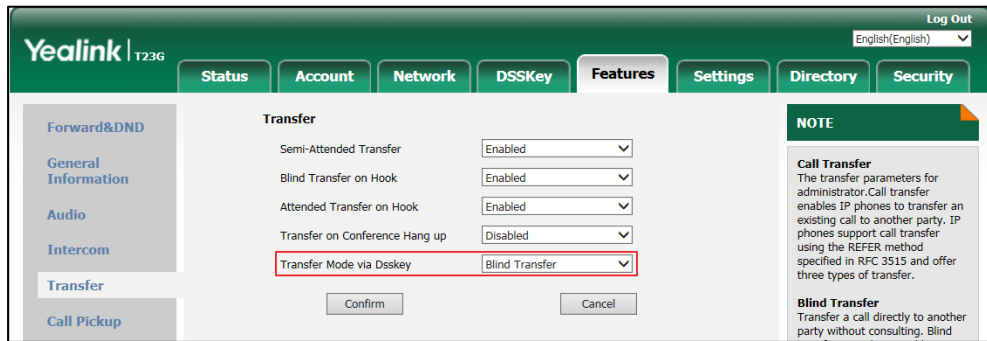 Log Out
Yealink | T23G
English(English)
Status Account Network DSSKey Features Settings Directory Security
Forward&DND
General
Information
Audio
Intercom
Transfer
Call Pickup
Transfer
Semi-Attended Transfer Enabled
Blind Transfer on Hook Enabled
Attended Transfer on Hook Enabled
Transfer on Conference Hang up Disabled
Transfer Mode via Dsskey Blind Transfer
Confirm Cancel
NOTE
Call Transfer
The transfer parameters for
administrator.Call transfer
enables IP phones to transfer an
existing call to another party. IP
phones support call transfer
using the REFER method
specified in RFC 3515 and offer
three types of transfer.
Blind Transfer
Transfer a call directly to another
party without consulting. Blind